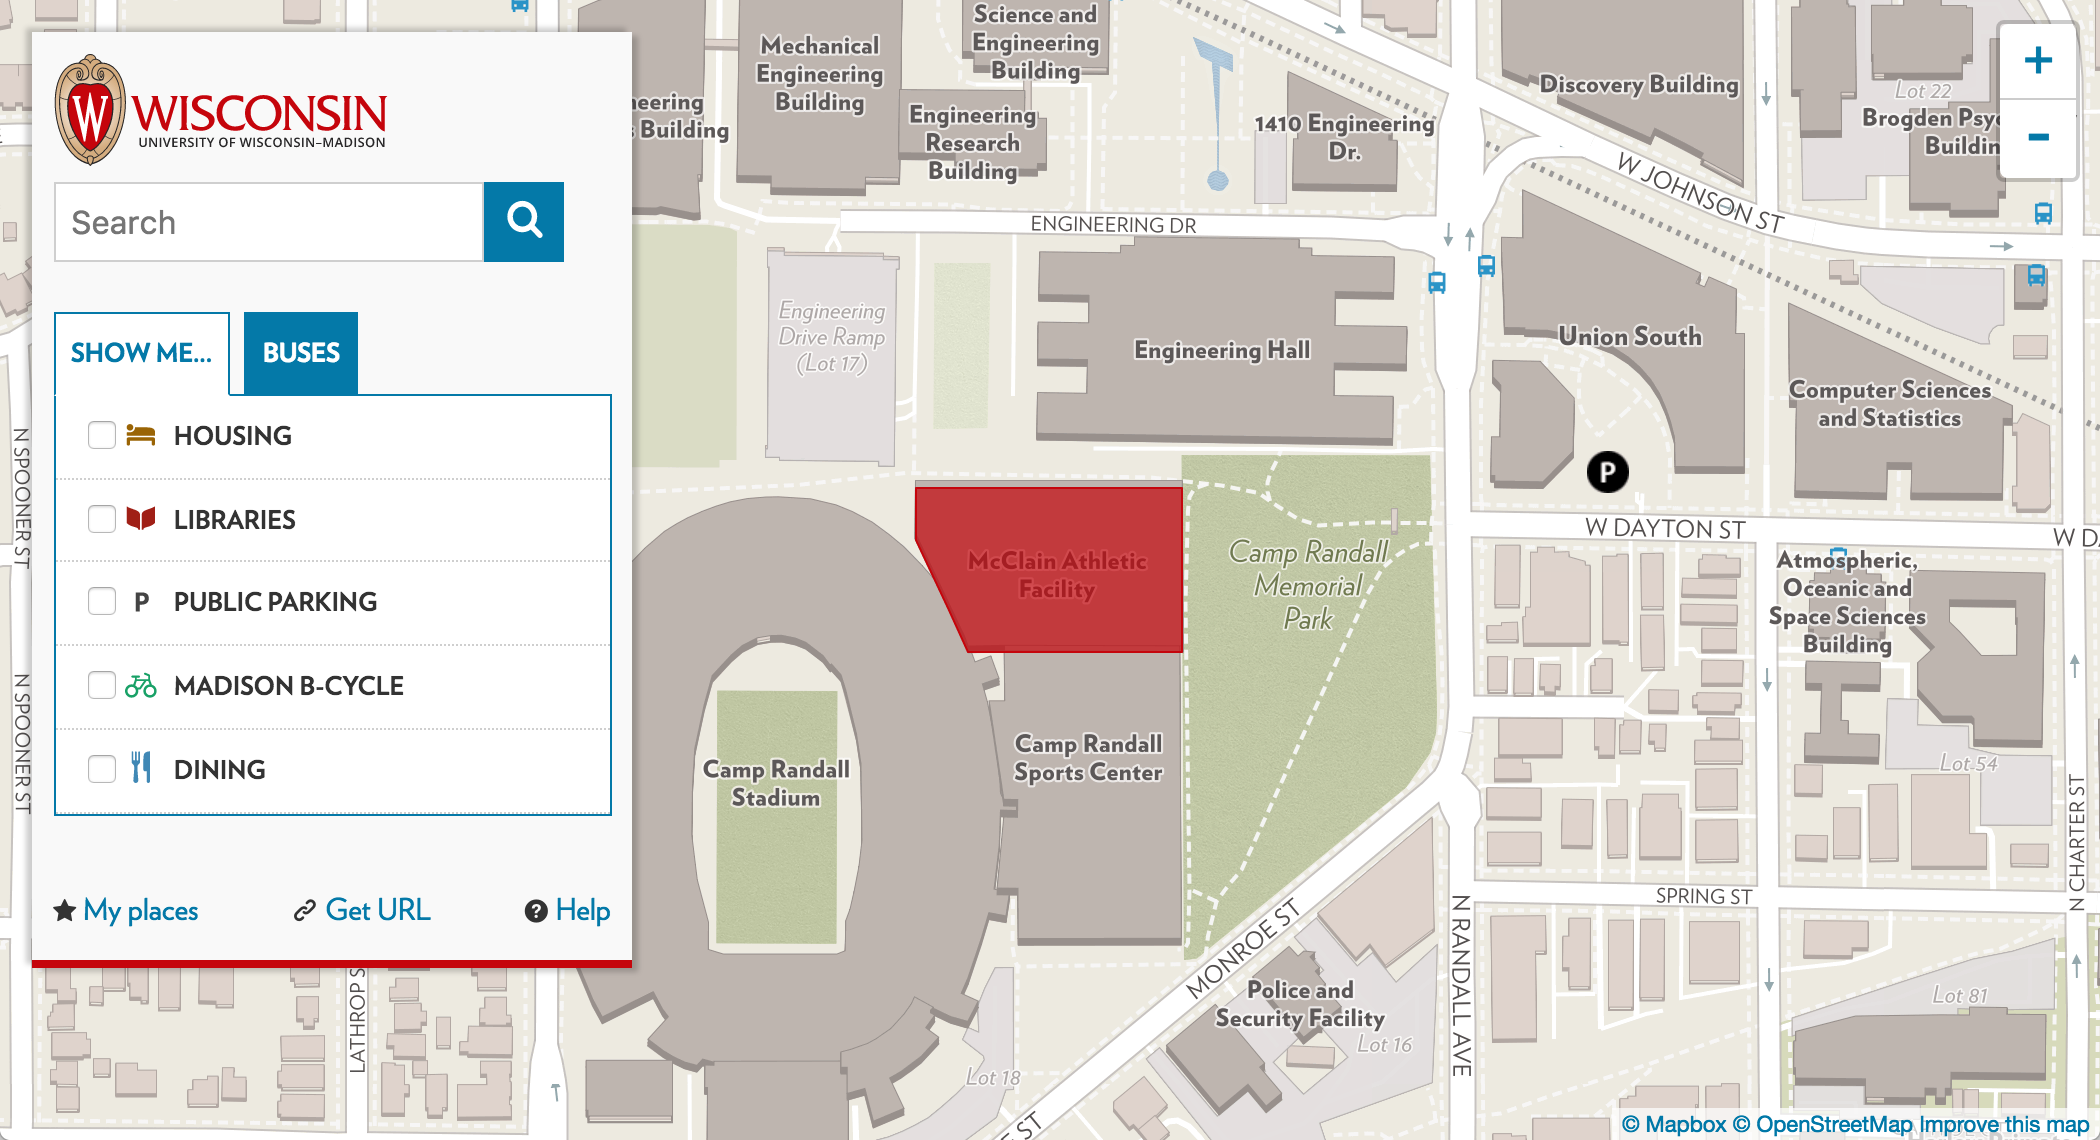 W
WISCONSIN
UNIVERSITY OF WISCONSIN–MADISON
Search
SHOW ME...
BUSES
HOUSING
LIBRARIES
P PUBLIC PARKING
MADISON B-CYCLE
DINING
My places
Get URL
? Help
Mechanical
Engineering
Building
Science and
Engineering
Building
neering
Building
Engineering
Research
Building
1410 Engineering
Dr.
Discovery Building
Lot 22
Brogden Psy
Buildin
+
-
W JOHNSON ST
ENGINEERING DR
Engineering
Drive Ramp
(Lot 17)
Engineering Hall
Union South
Computer Sciences
and Statistics
P
W DAYTON ST
W DA
McClain Athletic
Facility
Camp Randall
Memorial
Park
Atmospheric,
Oceanic and
Space Sciences
Building
Camp Randall
Stadium
Camp Randall
Sports Center
Lot 54
N SPOONER ST
N SPOONER ST
N CHARTER ST
SPRING ST
MONROE ST
N RANDALL AVE
Police and
Security Facility
Lot 16
Lot 81
Lot 18
LATHROP S
ST
© Mapbox © OpenStreetMap Improve this map